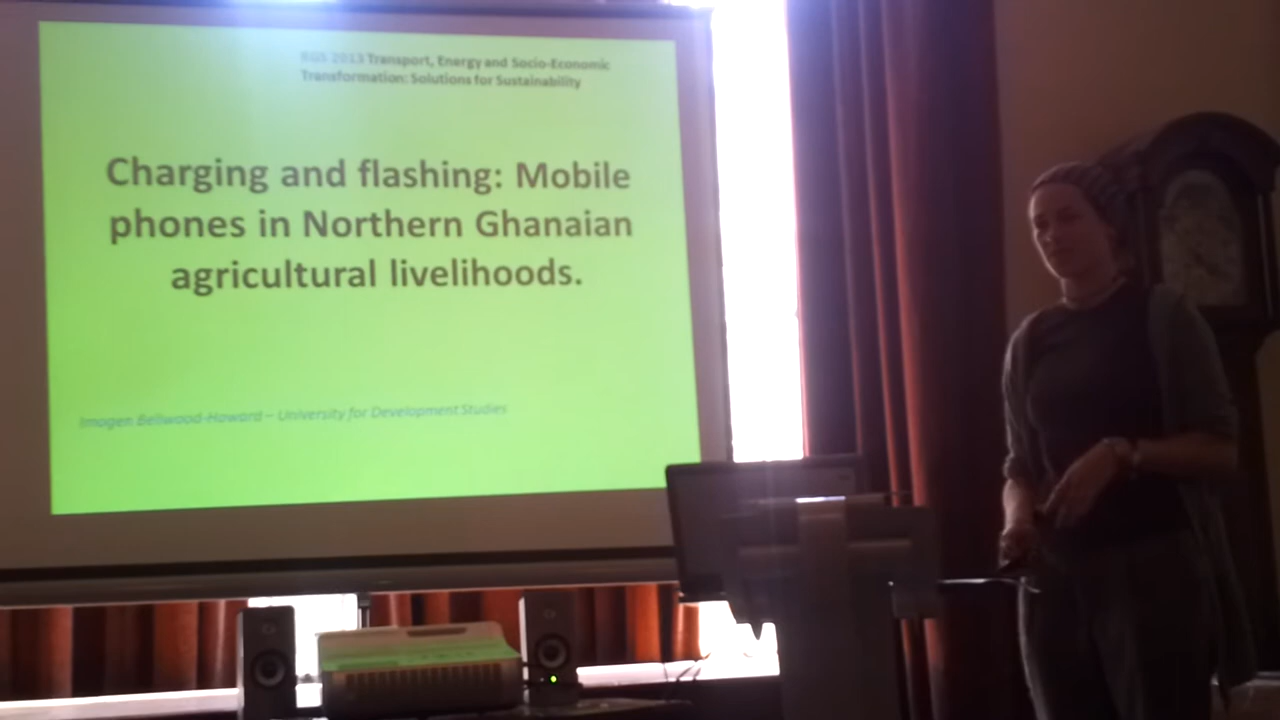 RGS 2013 Transport, Energy and Socio-Economic
Transformation: Solutions for Sustainability
Charging and flashing: Mobile
phones in Northern Ghanaian
agricultural livelihoods.
Imogen Bellwood-Howard – University for Development Studies